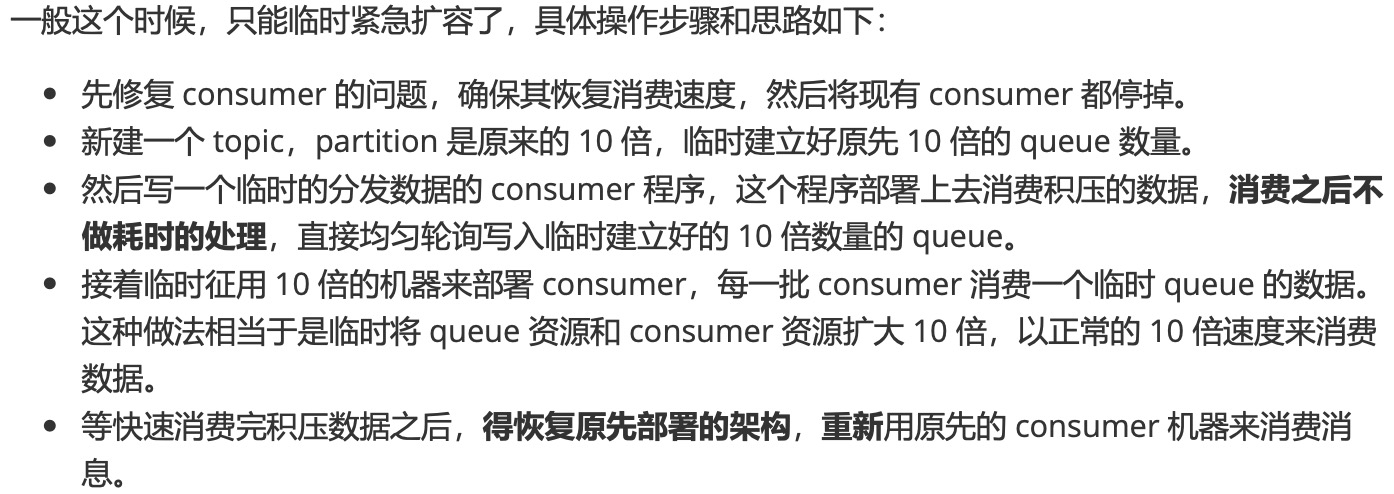 一般这个时候，只能临时紧急扩容了，具体操作步骤和思路如下：
• 先修复 consumer 的问题，确保其恢复消费速度，然后将现有 consumer 都停掉。
• 新建一个 topic，partition 是原来的 10 倍，临时建立好原先 10 倍的 queue 数量。
• 然后写一个临时的分发数据的 consumer 程序，这个程序部署上去消费积压的数据，消费之后不
做耗时的处理，直接均匀轮询写入临时建立好的 10 倍数量的 queue。
• 接着临时征用 10 倍的机器来部署 consumer，每一批 consumer 消费一个临时 queue 的数据。
这种做法相当于是临时将 queue 资源和 consumer 资源扩大 10 倍，以正常的 10 倍速度来消费
数据。
• 等快速消费完积压数据之后，得恢复原先部署的架构，重新用原先的 consumer 机器来消费消
息。